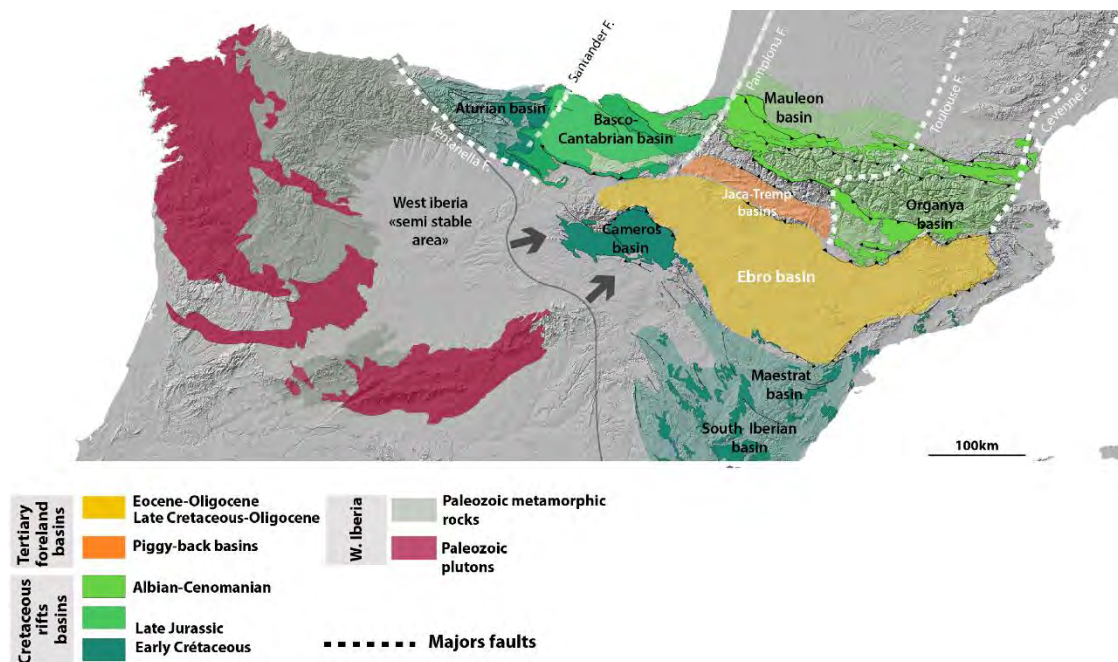 Aturian basin
Santander F.
Basco-
Cantabrian basin
Pamplona F.
Mauleon
basin
Toulouse F.
Cevenne F.
Ventanella F.
West iberia
«semi stable
area»
Jaca-Tremp
basins
Organya
basin
Cameros
basin
Ebro basin
Maestrat
basin
South Iberian
basin
100km
Tertiary
foreland
basins
Eocene-Oligocene
Late Cretaceous-Oligocene
Piggy-back basins
Cretaceous
rifts
basins
Albian-Cenomanian
Late Jurassic
Early Crétaceous
W. Iberia
Paleozoic metamorphic
rocks
Paleozoic
plutons
Majors faults